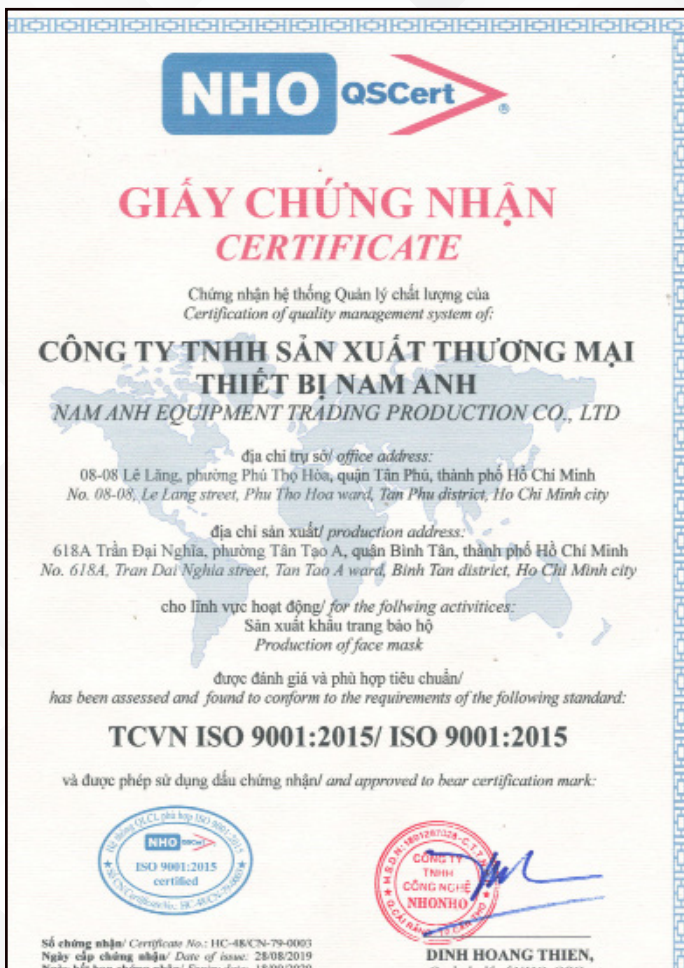 NHO QSCert ®
GIẤY CHỨNG NHẬN
CERTIFICATE
Chứng nhận hệ thống Quản lý chất lượng của
Certification of quality management system of:
CÔNG TY TNHH SẢN XUẤT THƯƠNG MẠI
THIẾT BỊ NAM ANH
NAM ANH EQUIPMENT TRADING PRODUCTION CO., LTD
địa chỉ trụ sở/ office address:
08-08 Lê Lăng, phường Phú Thọ Hòa, quận Tân Phú, thành phố Hồ Chí Minh
No. 08-08, Le Lang street, Phu Tho Hoa ward, Tan Phu district, Ho Chi Minh city
địa chỉ sản xuất/ production address:
618A Trần Đại Nghĩa, phường Tân Tạo A, quận Bình Tân, thành phố Hồ Chí Minh
No. 618A, Tran Dai Nghia street, Tan Tao A ward, Binh Tan district, Ho Chi Minh city
cho lĩnh vực hoạt động/ for the follwing activitices:
Sản xuất khẩu trang bảo hộ
Production of face mask
được đánh giá và phù hợp tiêu chuẩn/
has been assessed and found to conform to the requirements of the following standard:
TCVN ISO 9001:2015/ ISO 9001:2015
và được phép sử dụng dấu chứng nhận/ and approved to bear certification mark:
Hệ thống QLCL phù hợp ISO 9001:2015
NHO QSCert
ISO 9001:2015
certified
CÔNG TY
TNHH
CÔNG NGHỆ
NHONHO
Số chứng nhận/ Certificate No.: HC-48/CN-79-0003
Ngày cấp chứng nhận/ Date of issue: 28/08/2019
DINH HOANG THIEN,